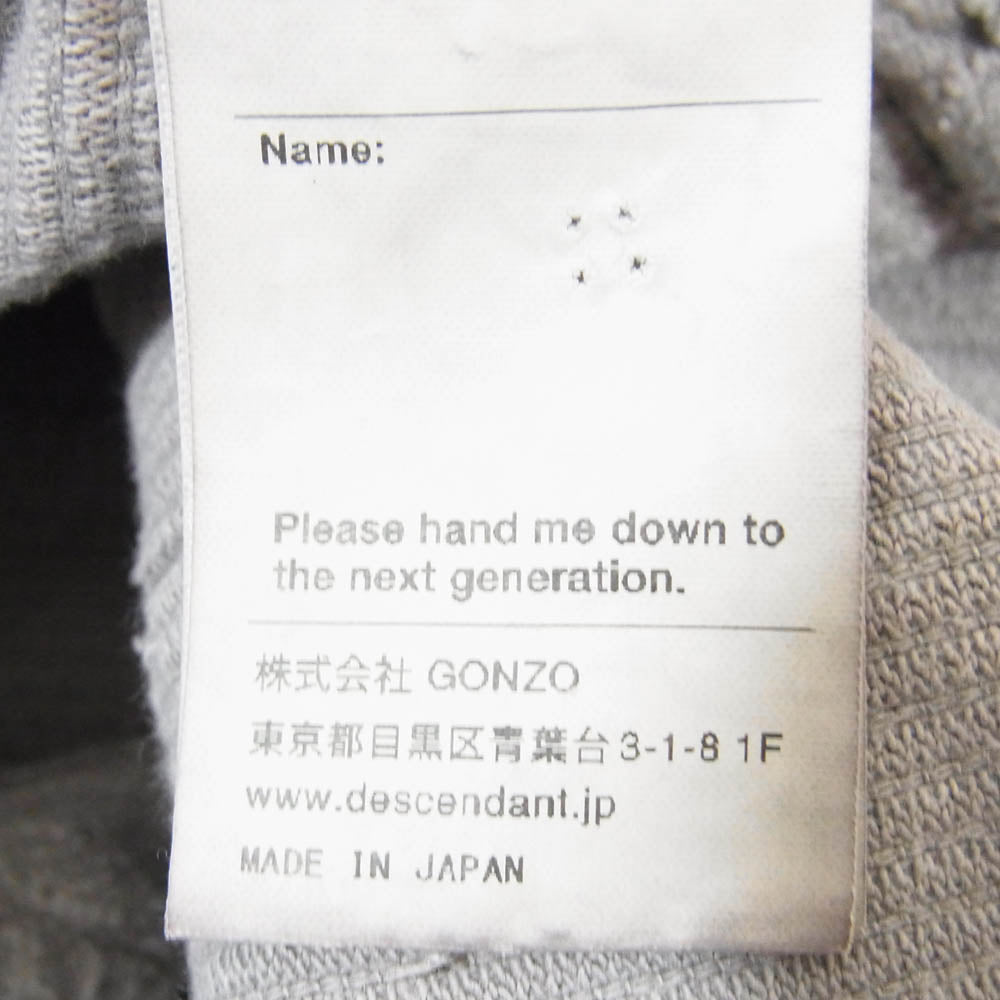 Name:
Please hand me down to
the next generation.
株式会社 GONZO
東京都目黒区青葉台3-1-8 1F
www.descendant.jp
MADE IN JAPAN